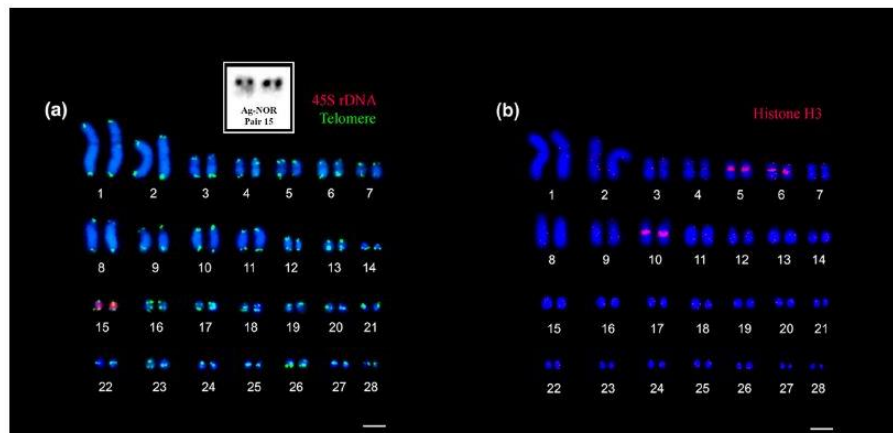 (a)
Ag-NOR
Pair 15
45S rDNA
Telomere
1 2 3 4 5 6 7
8 9 10 11 12 13 14
15 16 17 18 19 20 21
22 23 24 25 26 27 28
(b)
Histone H3
1 2 3 4 5 6 7
8 9 10 11 12 13 14
15 16 17 18 19 20 21
22 23 24 25 26 27 28